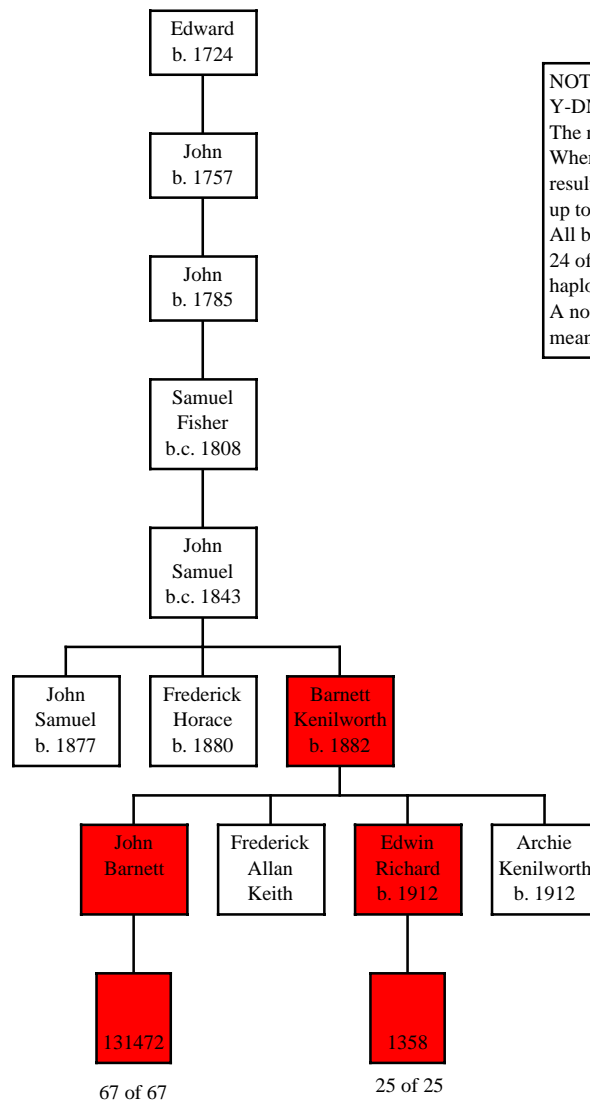 Edward
b. 1724
John
b. 1757
John
b. 1785
Samuel
Fisher
b.c. 1808
John
Samuel
b.c. 1843
John
Samuel
b. 1877
Frederick
Horace
b. 1880
Barnett
Kenilworth
b. 1882
John
Barnett
Frederick
Allan
Keith
Edwin
Richard
b. 1912
Archie
Kenilworth
b. 1912
131472
1358
67 of 67
25 of 25
NOT
Y-DN
The
When
resul
up to
All b
24 of
haplo
A no
mean